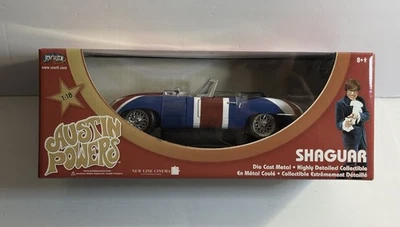 JOYRIDE
8+
1:18
AUSTIN
POWERS
NEW LINE CINEMA
SHAGUAR
Die Cast Metal • Highly Detailed Collectible
En Métal Coulé • Collectible Extrêmement Détaillé